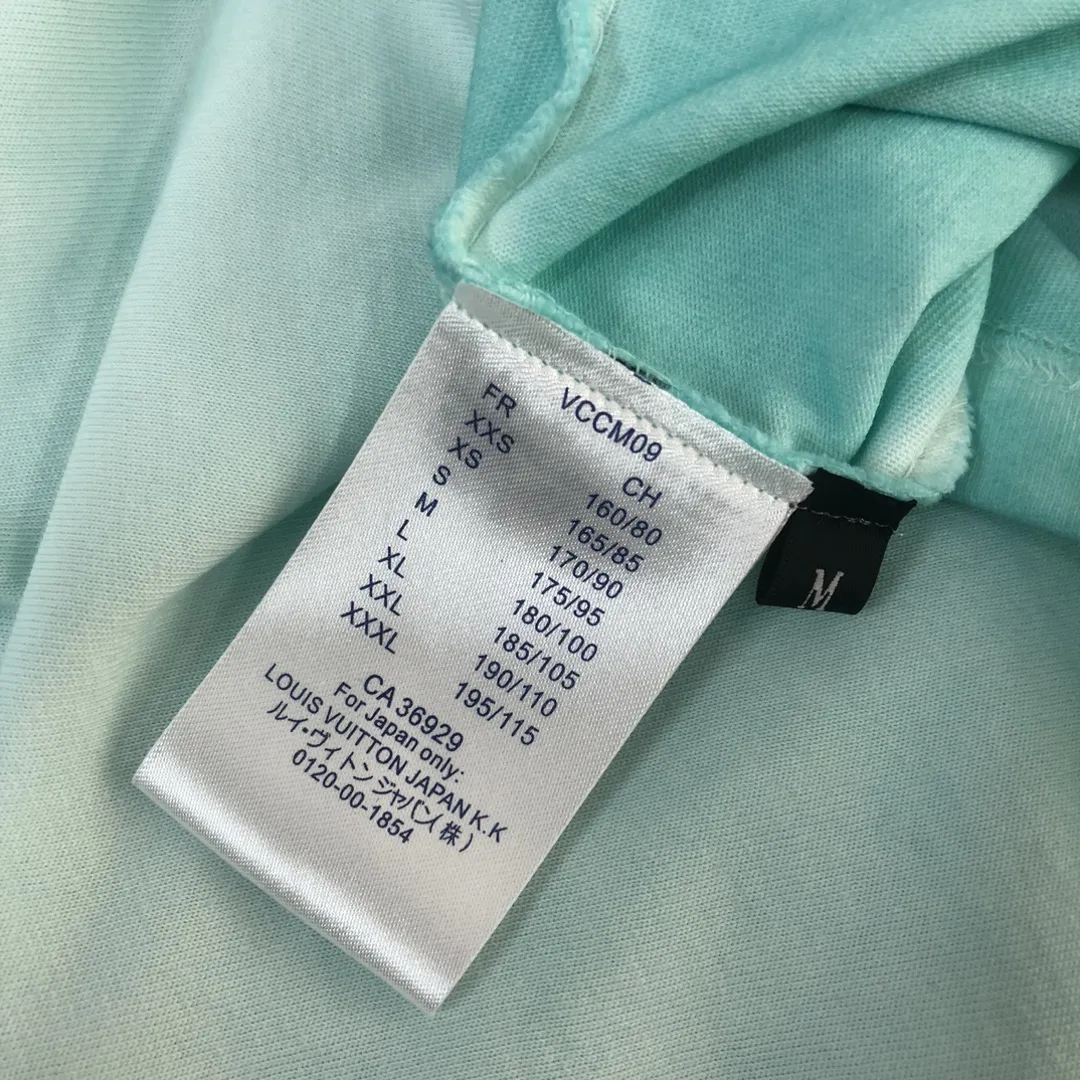 VCCM09
FR CH
XXS 160/80
XS 165/85
S 170/90
M 175/95
L 180/100
XL 185/105
XXL 190/110
XXXL 195/115
CA 36929
For Japan only:
LOUIS VUITTON JAPAN K.K
ルイ・ヴィトンジャパン(株)
0120-00-1854
M